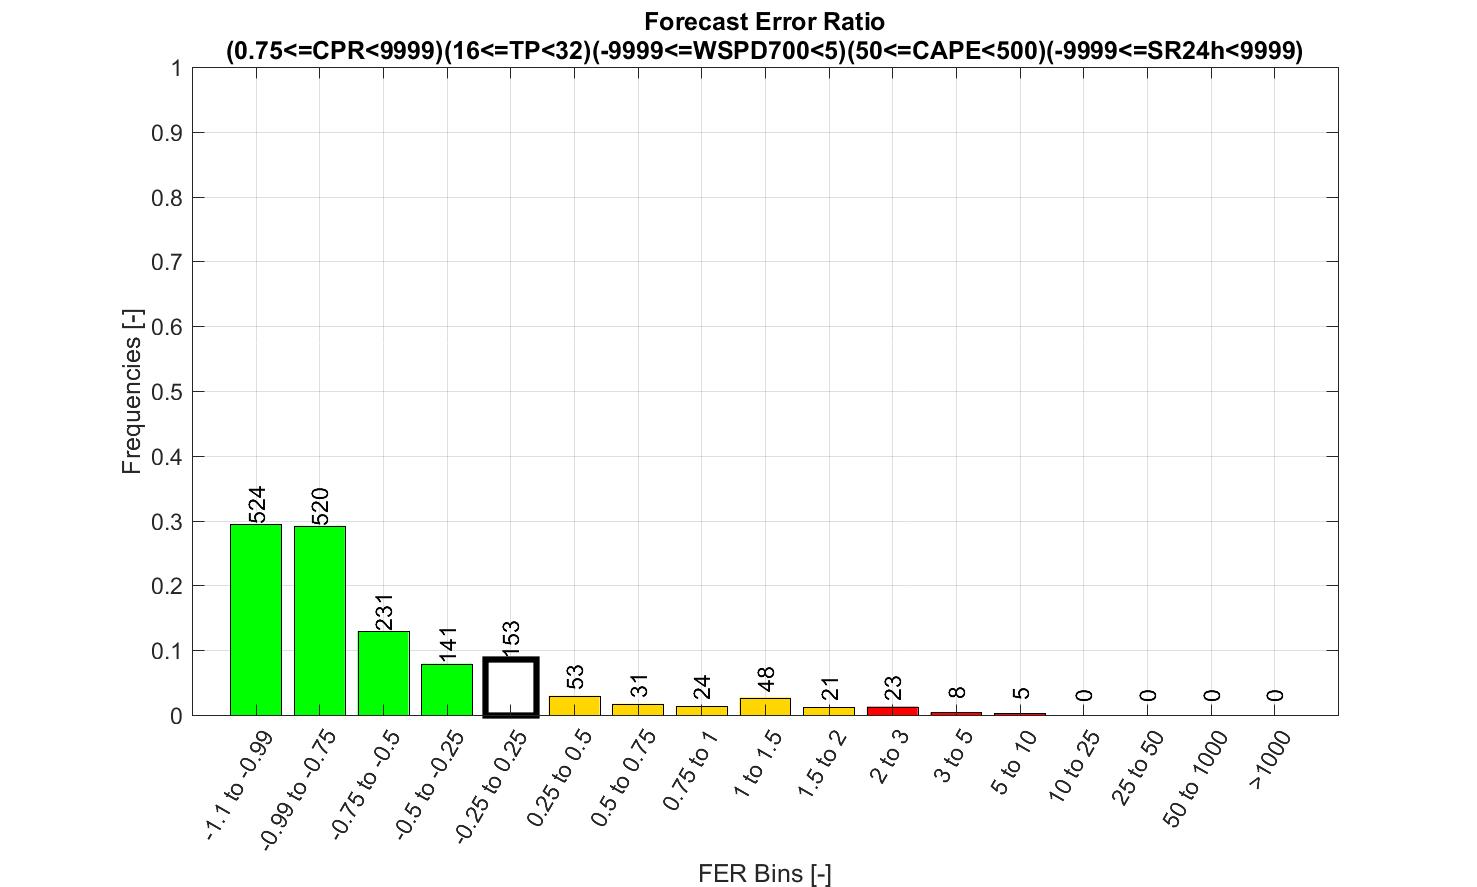 Forecast Error Ratio
(0.75<=CPR<9999)(16<=TP<32)(-9999<=WSPD700<5)(50<=CAPE<500)(-9999<=SR24h<9999)
1
0.9
0.8
0.7
0.6
0.5
0.4
0.3
0.2
0.1
0
Frequencies [-]
524
520
231
141
153
53
31
24
48
21
23
8
5
0
0
0
0
-1.1 to -0.99
-0.99 to -0.75
-0.75 to -0.5
-0.5 to -0.25
-0.25 to 0.25
0.25 to 0.5
0.5 to 0.75
0.75 to 1
1 to 1.5
1.5 to 2
2 to 3
3 to 5
5 to 10
10 to 25
25 to 50
50 to 1000
>1000
FER Bins [-]